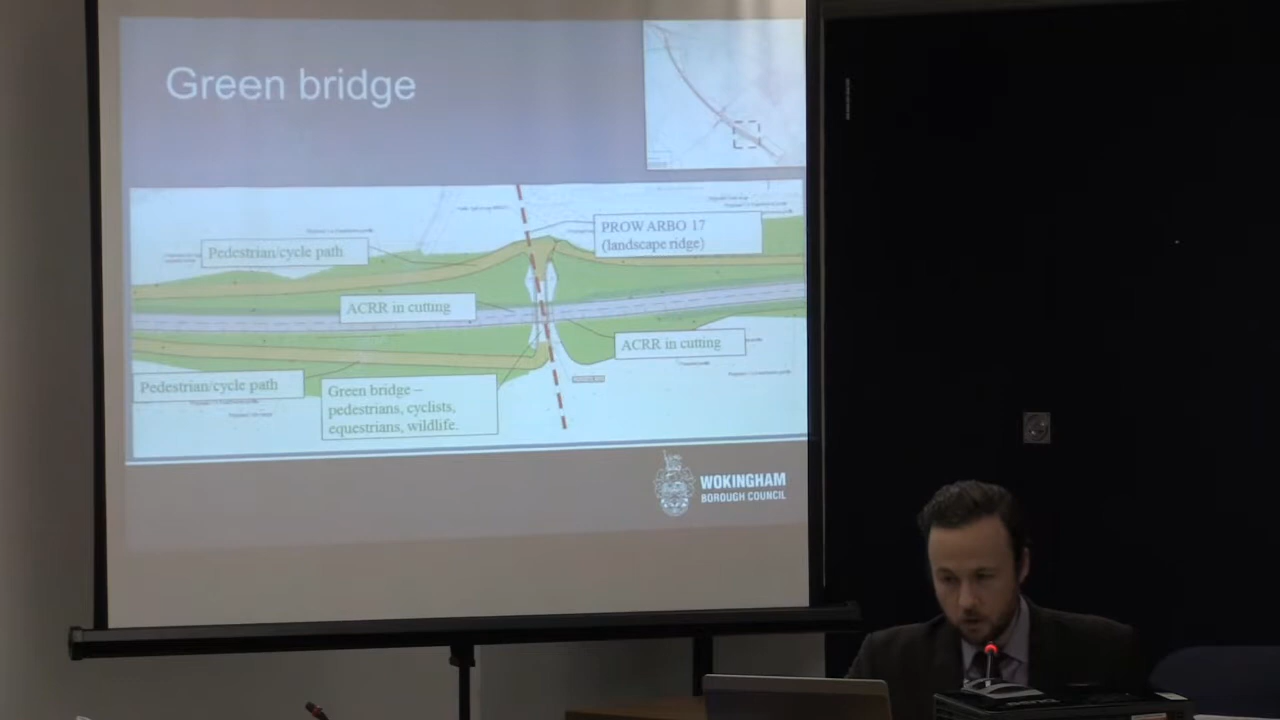 Green bridge
PROW ARBO 17
(landscape ridge)
Pedestrian/cycle path
ACRR in cutting
ACRR in cutting
Pedestrian/cycle path
Green bridge –
pedestrians, cyclists,
equestrians, wildlife.
WOKINGHAM
BOROUGH COUNCIL